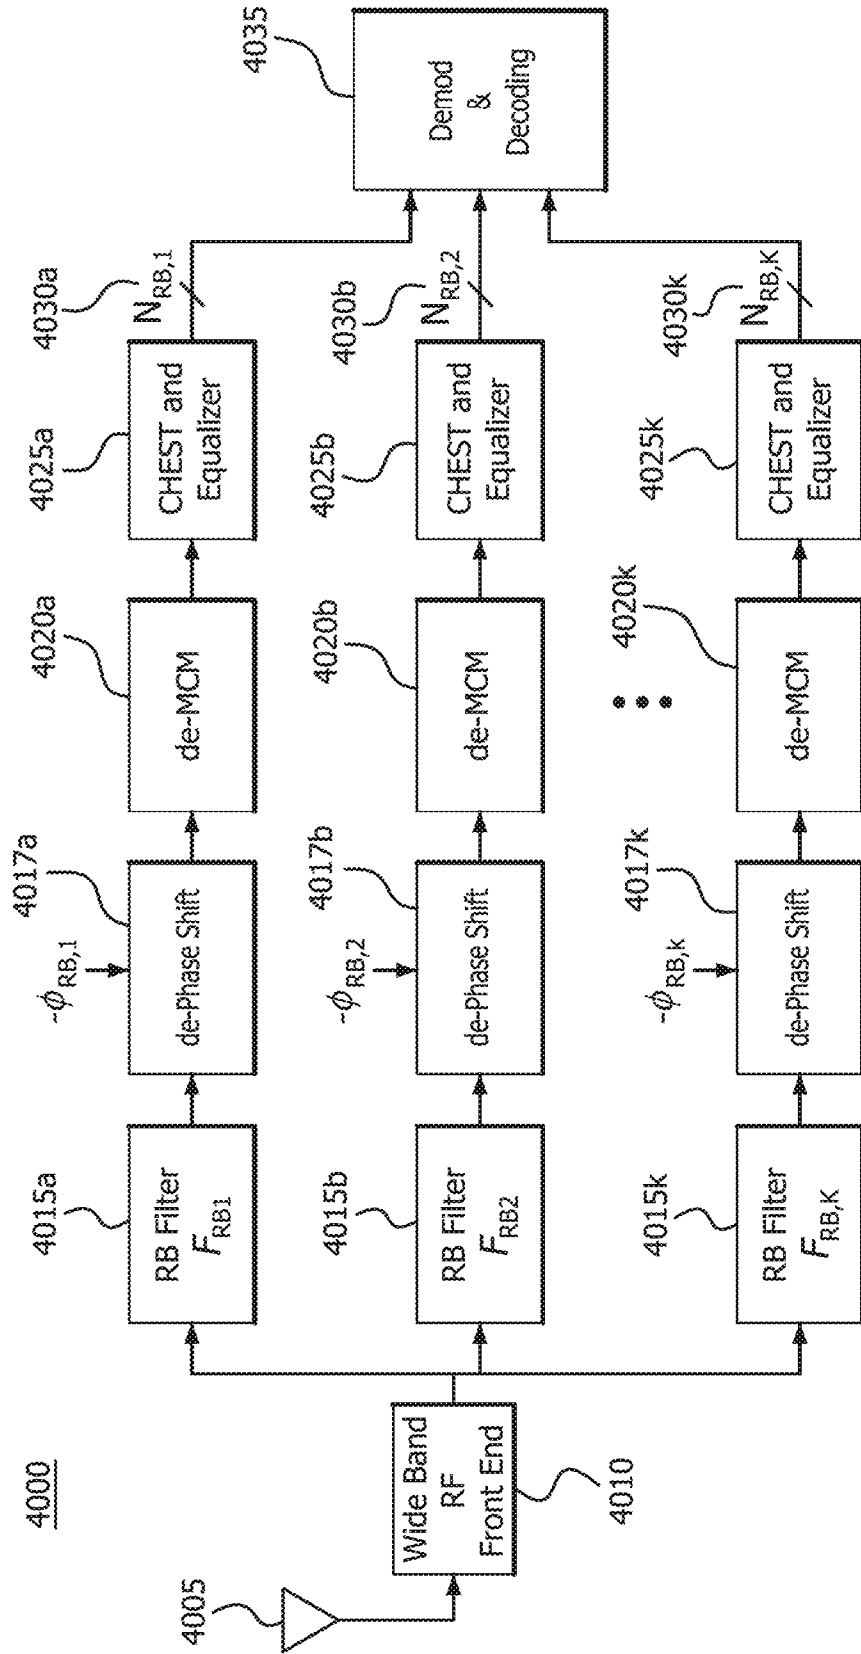 4000
4005
Wide Band
RF
Front End
4010
4015a
RB Filter
F_RB1
-ϕ_RB,1
4017a
de-Phase Shift
4020a
de-MCM
4025a
CHEST and
Equalizer
4030a
N_RB,1
4015b
RB Filter
F_RB2
-ϕ_RB,2
4017b
de-Phase Shift
4020b
de-MCM
4025b
CHEST and
Equalizer
4030b
N_RB,2
4015k
RB Filter
F_RB,K
-ϕ_RB,k
4017k
de-Phase Shift
4020k
de-MCM
4025k
CHEST and
Equalizer
4030k
N_RB,K
4035
Demod
&
Decoding